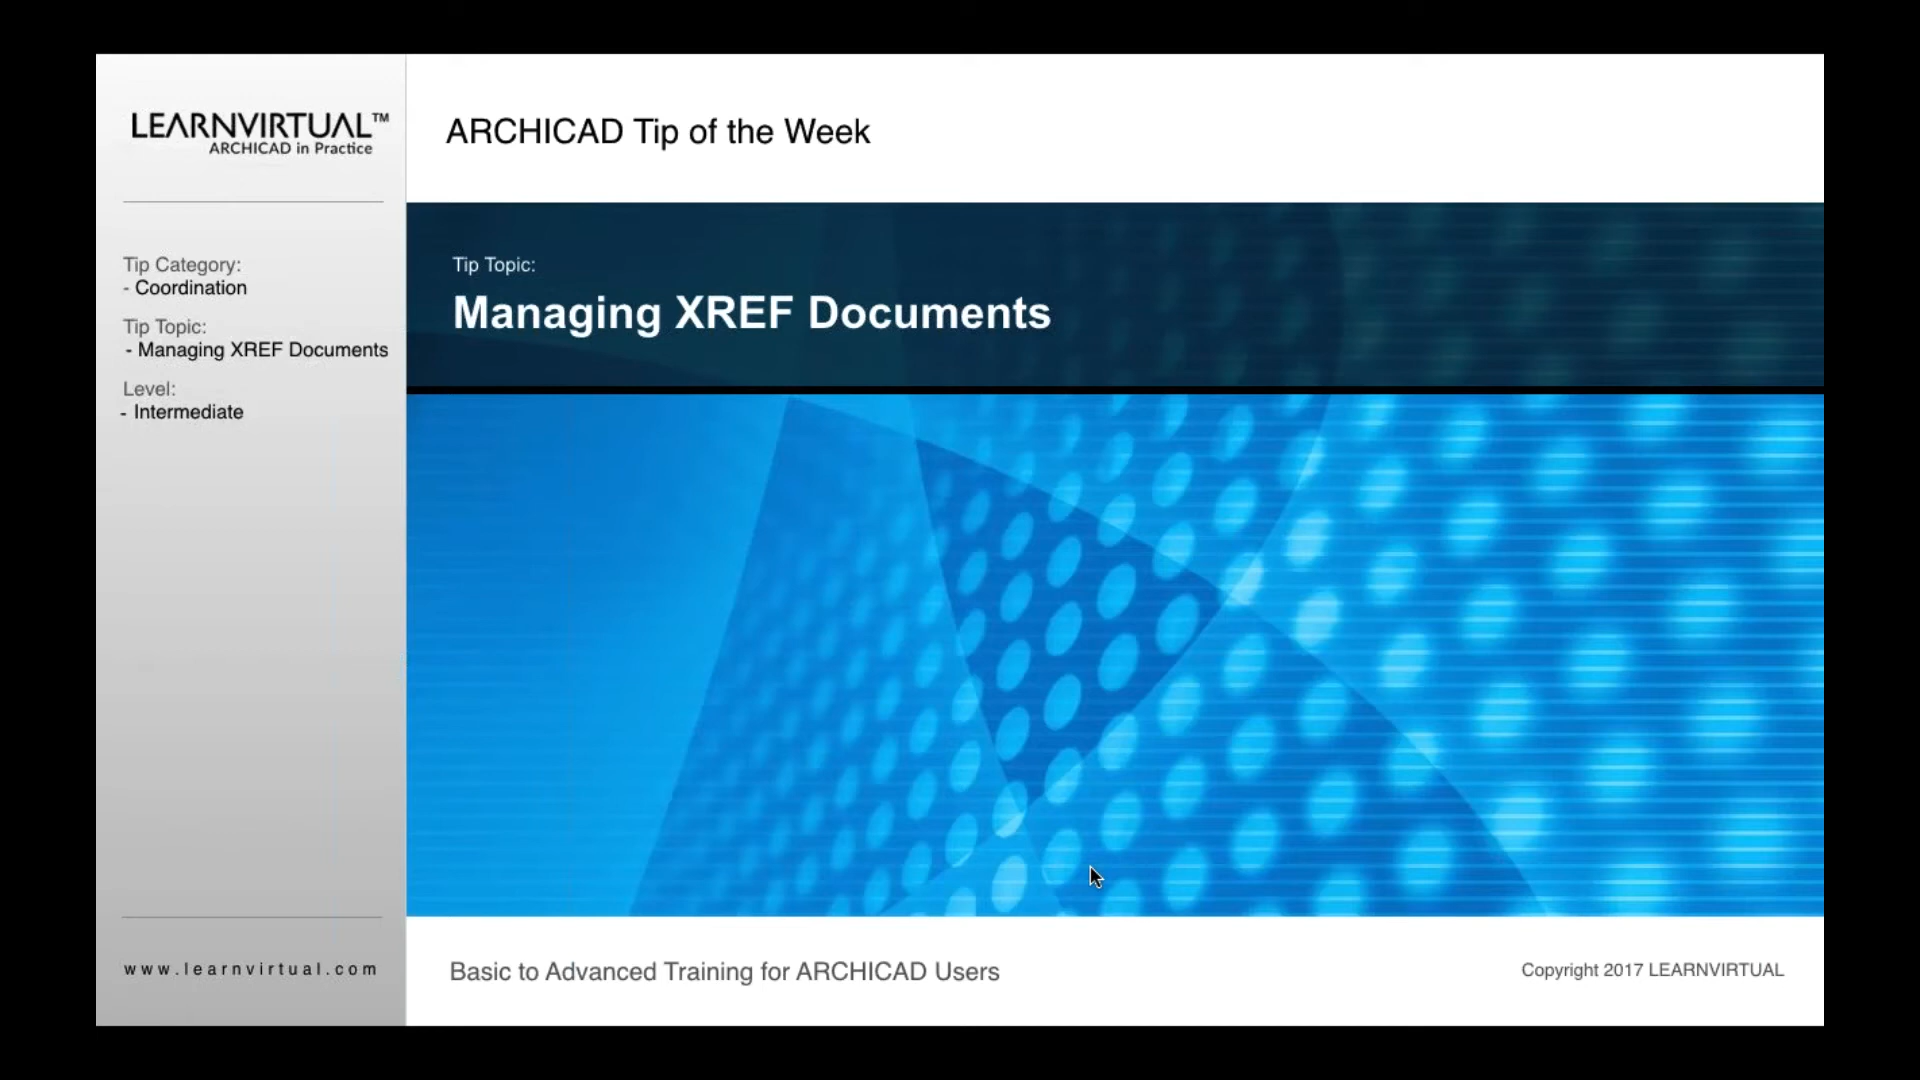 LEARNVIRTUAL™
ARCHICAD in Practice
Tip Category:
- Coordination
Tip Topic:
- Managing XREF Documents
Level:
- Intermediate
www.learnvirtual.com
ARCHICAD Tip of the Week
Tip Topic:
Managing XREF Documents
Basic to Advanced Training for ARCHICAD Users
Copyright 2017 LEARNVIRTUAL